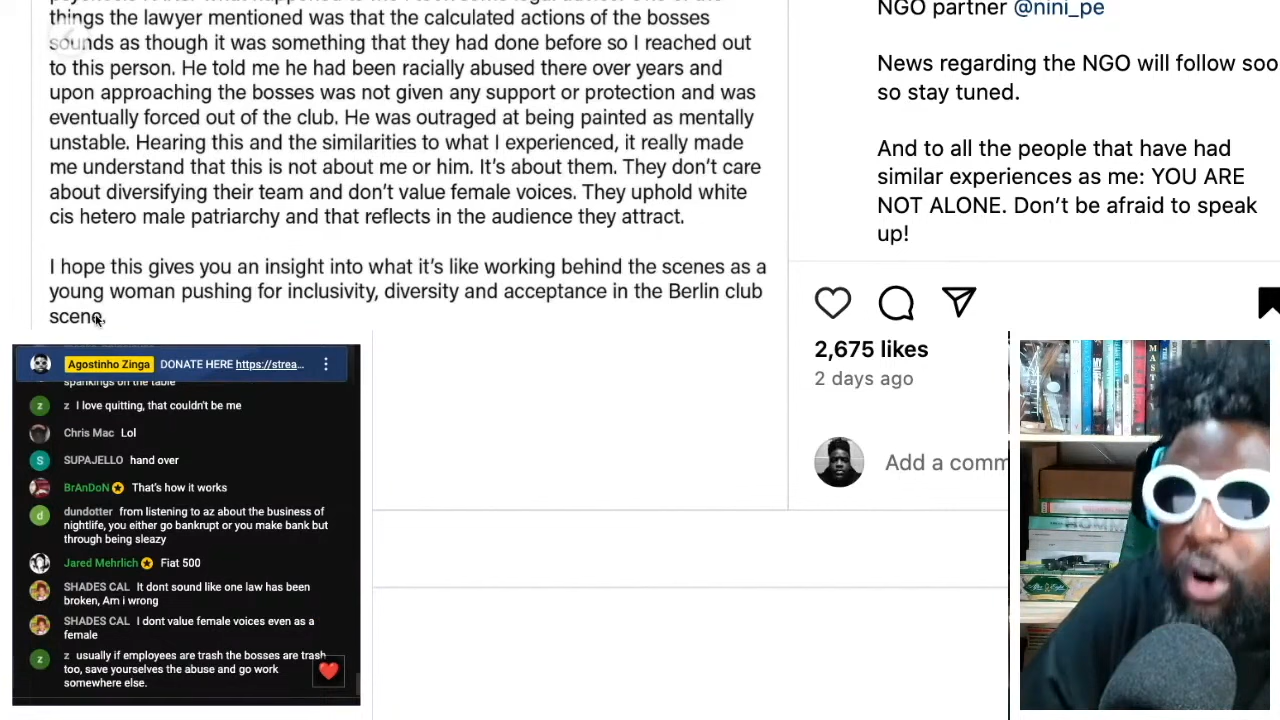 things the lawyer mentioned was that the calculated actions of the bosses
sounds as though it was something that they had done before so I reached out
to this person. He told me he had been racially abused there over years and
upon approaching the bosses was not given any support or protection and was
eventually forced out of the club. He was outraged at being painted as mentally
unstable. Hearing this and the similarities to what I experienced, it really made
me understand that this is not about me or him. It's about them. They don't care
about diversifying their team and don't value female voices. They uphold white
cis hetero male patriarchy and that reflects in the audience they attract.
I hope this gives you an insight into what it's like working behind the scenes as a
young woman pushing for inclusivity, diversity and acceptance in the Berlin club
scene.
NGO partner @nini_pe
News regarding the NGO will follow soo
so stay tuned.
And to all the people that have had
similar experiences as me: YOU ARE
NOT ALONE. Don't be afraid to speak
up!
2,675 likes
2 days ago
Add a comm
Agostinho Zinga DONATE HERE https://strea...
spankings off the table
z I love quitting, that couldn't be me
Chris Mac Lol
SUPAJELLO hand over
BrAnDoN That's how it works
dundotter from listening to az about the business of
nightlife, you either go bankrupt or you make bank but
through being sleazy
Jared Mehrlich Fiat 500
SHADES CAL It dont sound like one law has been
broken, Am i wrong
SHADES CAL I dont value female voices even as a
female
z usually if employees are trash the bosses are trash
too, save yourselves the abuse and go work
somewhere else.